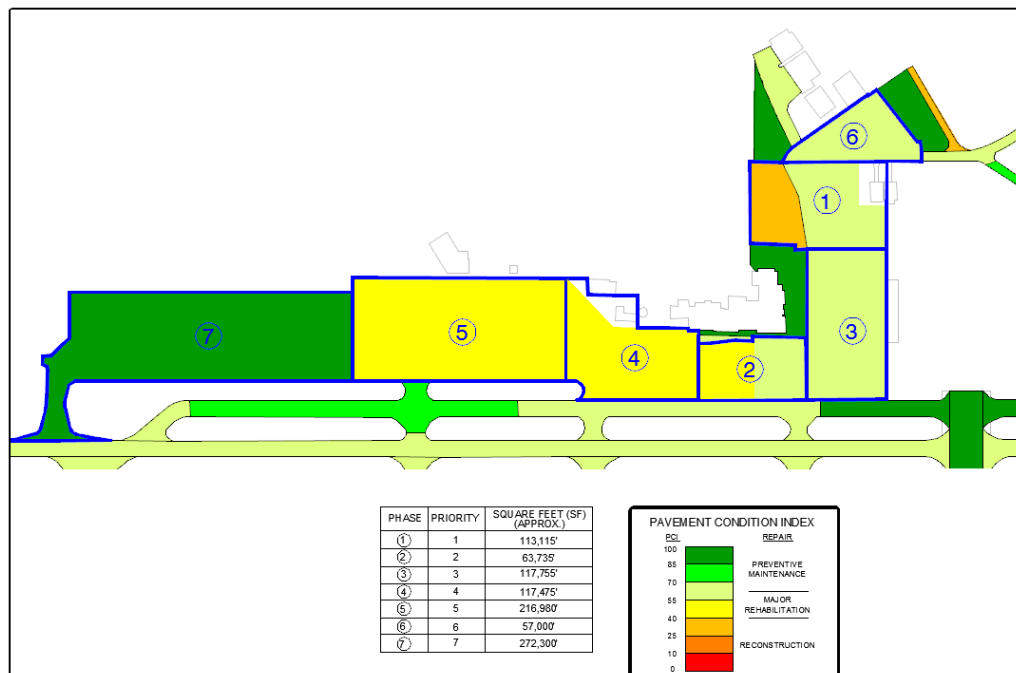 6
1
7
5
4
2
3
PHASE PRIORITY SQUARE FEET (SF)
(APPROX.)
1 1 113,115'
2 2 63,735'
3 3 117,755'
4 4 117,475'
5 5 216,980'
6 6 57,000'
7 7 272,300'
PAVEMENT CONDITION INDEX
PCI REPAIR
100
85
PREVENTIVE
MAINTENANCE
70
55
MAJOR
REHABILITATION
40
25
RECONSTRUCTION
10
0